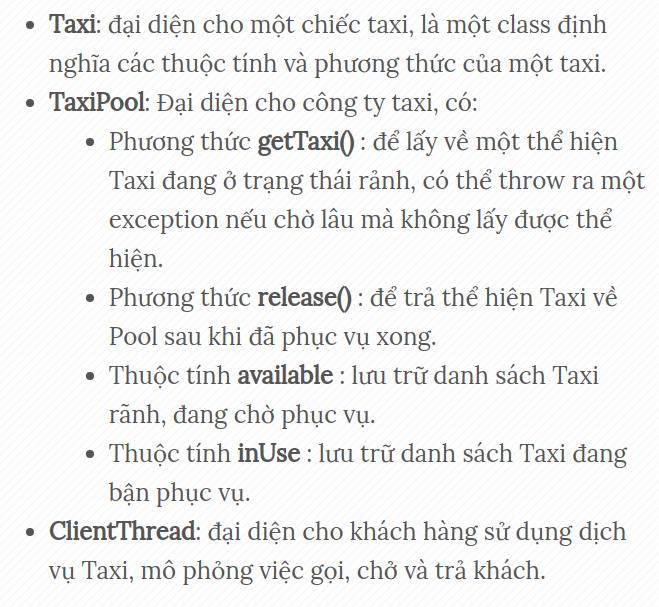 Taxi: đại diện cho một chiếc taxi, là một class định
nghĩa các thuộc tính và phương thức của một taxi.
TaxiPool: Đại diện cho công ty taxi, có:
Phương thức getTaxi() : để lấy về một thể hiện
Taxi đang ở trạng thái rảnh, có thể throw ra một
exception nếu chờ lâu mà không lấy được thể
hiện.
Phương thức release() : để trả thể hiện Taxi về
Pool sau khi đã phục vụ xong.
Thuộc tính available : lưu trữ danh sách Taxi
rãnh, đang chờ phục vụ.
Thuộc tính inUse : lưu trữ danh sách Taxi đang
bận phục vụ.
ClientThread: đại diện cho khách hàng sử dụng dịch
vụ Taxi, mô phỏng việc gọi, chở và trả khách.